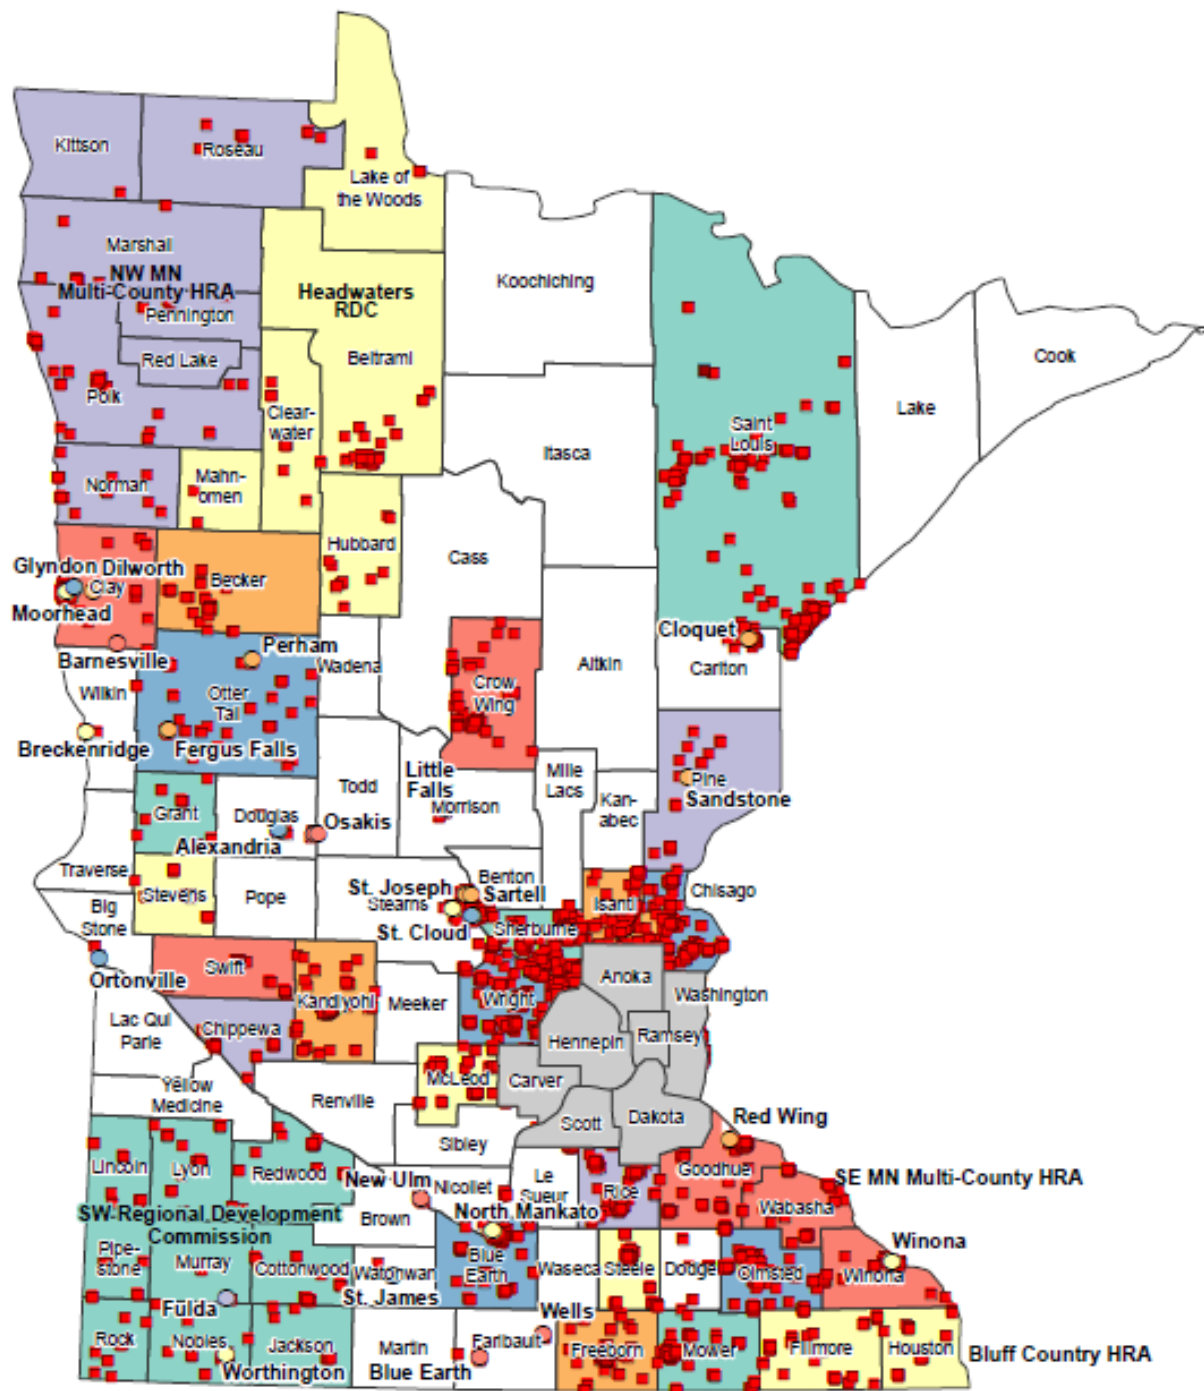 Kittson
Roseau
Lake of
the Woods
Marshall
NW MN
Multi-County HRA
Pennington
Red Lake
Polk
Headwaters
RDC
Beltrami
Clear-
water
Koochiching
Itasca
Saint
Louis
Lake
Cook
Norman
Mahn-
omen
Hubbard
Cass
Glyndon
Dilworth
Clay
Moorhead
Becker
Barnesville
Perham
Wadena
Wilkin
Otter
Tail
Crow
Wing
Aitkin
Cloquet
Carlton
Breckenridge
Fergus Falls
Todd
Little
Falls
Morrison
Mille
Lacs
Kan-
abec
Pine
Sandstone
Grant
Douglas
Osakis
Alexandria
Traverse
Stevens
Pope
Big
Stone
St. Joseph
Stearns
Benton
Sartell
St. Cloud
Sherburne
Isanti
Chisago
Ortonville
Swift
Kandiyohi
Meeker
Wright
Anoka
Washington
Hennepin
Ramsey
Lac Qui
Parle
Chippewa
Yellow
Medicine
Renville
McLeod
Carver
Scott
Dakota
Sibley
Red Wing
Lincoln
Lyon
Redwood
New Ulm
Nicollet
Le
Sueur
Rice
Goodhue
SE MN Multi-County HRA
Wabasha
SW Regional Development
Commission
Brown
North Mankato
Pipe-
stone
Murray
Cottonwood
Watonwan
Blue
Earth
Waseca
Steele
Dodge
Olmsted
Winona
Winona
St. James
Fulda
Wells
Rock
Nobles
Jackson
Worthington
Martin
Blue Earth
Faribault
Freeborn
Mower
Fillmore
Houston
Bluff Country HRA